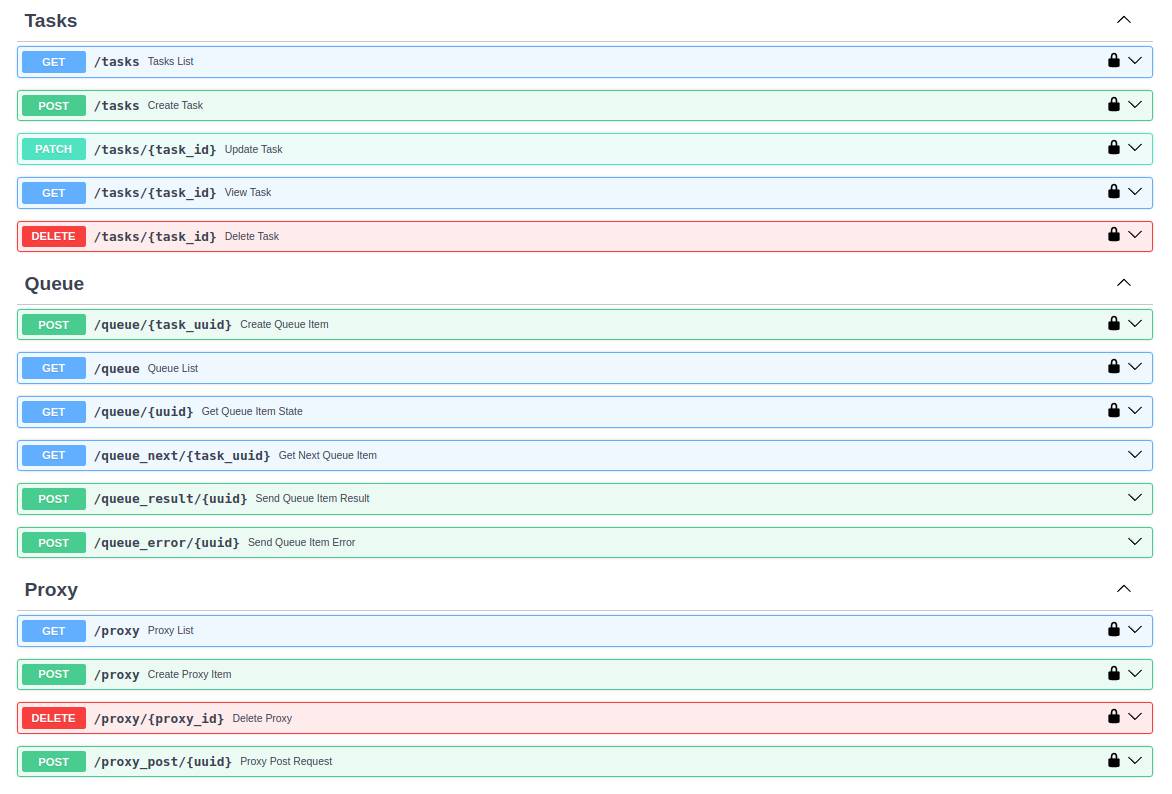 Tasks
GET /tasks Tasks List
POST /tasks Create Task
PATCH /tasks/{task_id} Update Task
GET /tasks/{task_id} View Task
DELETE /tasks/{task_id} Delete Task
Queue
POST /queue/{task_uuid} Create Queue Item
GET /queue Queue List
GET /queue/{uuid} Get Queue Item State
GET /queue_next/{task_uuid} Get Next Queue Item
POST /queue_result/{uuid} Send Queue Item Result
POST /queue_error/{uuid} Send Queue Item Error
Proxy
GET /proxy Proxy List
POST /proxy Create Proxy Item
DELETE /proxy/{proxy_id} Delete Proxy
POST /proxy_post/{uuid} Proxy Post Request